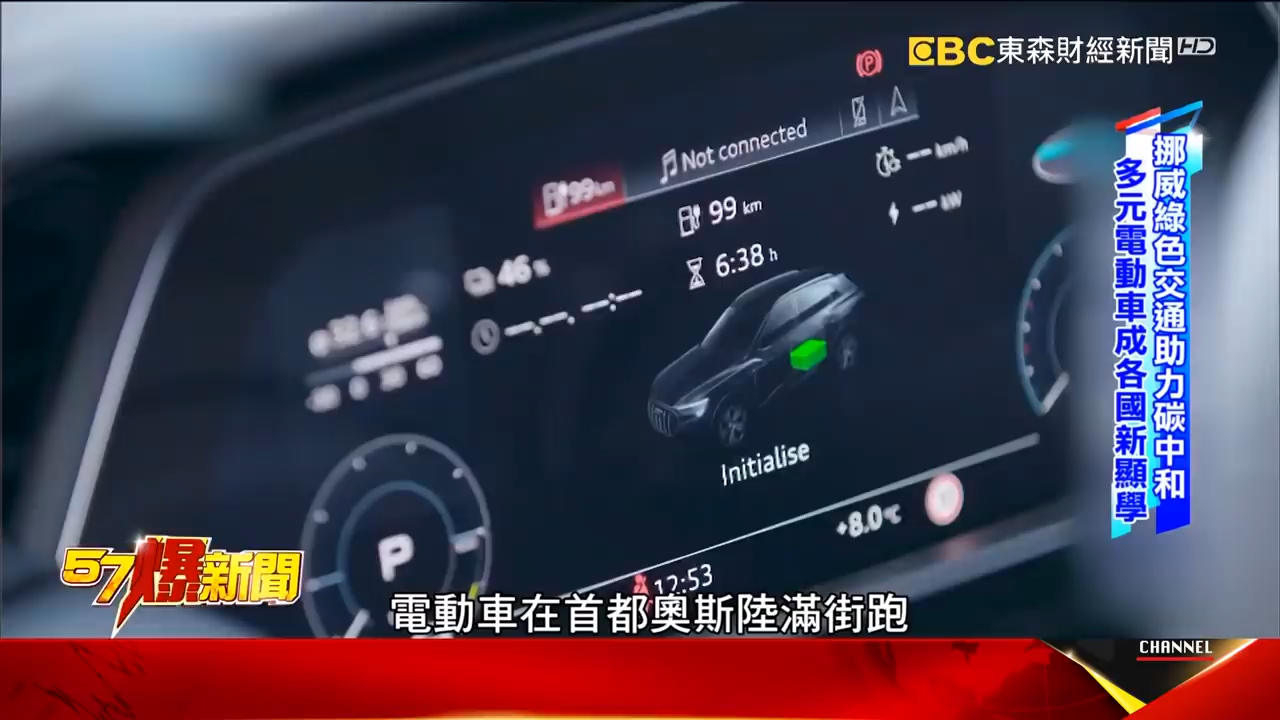 EBC東森財經新聞HD
挪威綠色交通助力碳中和
多元電動車成各國新顯學
Not connected
99 km
99 km
46 %
-- km/h
-- kW
6:38 h
Initialise
+8.0°C
P
12:53
57爆新聞
電動車在首都奧斯陸滿街跑
CHANNEL